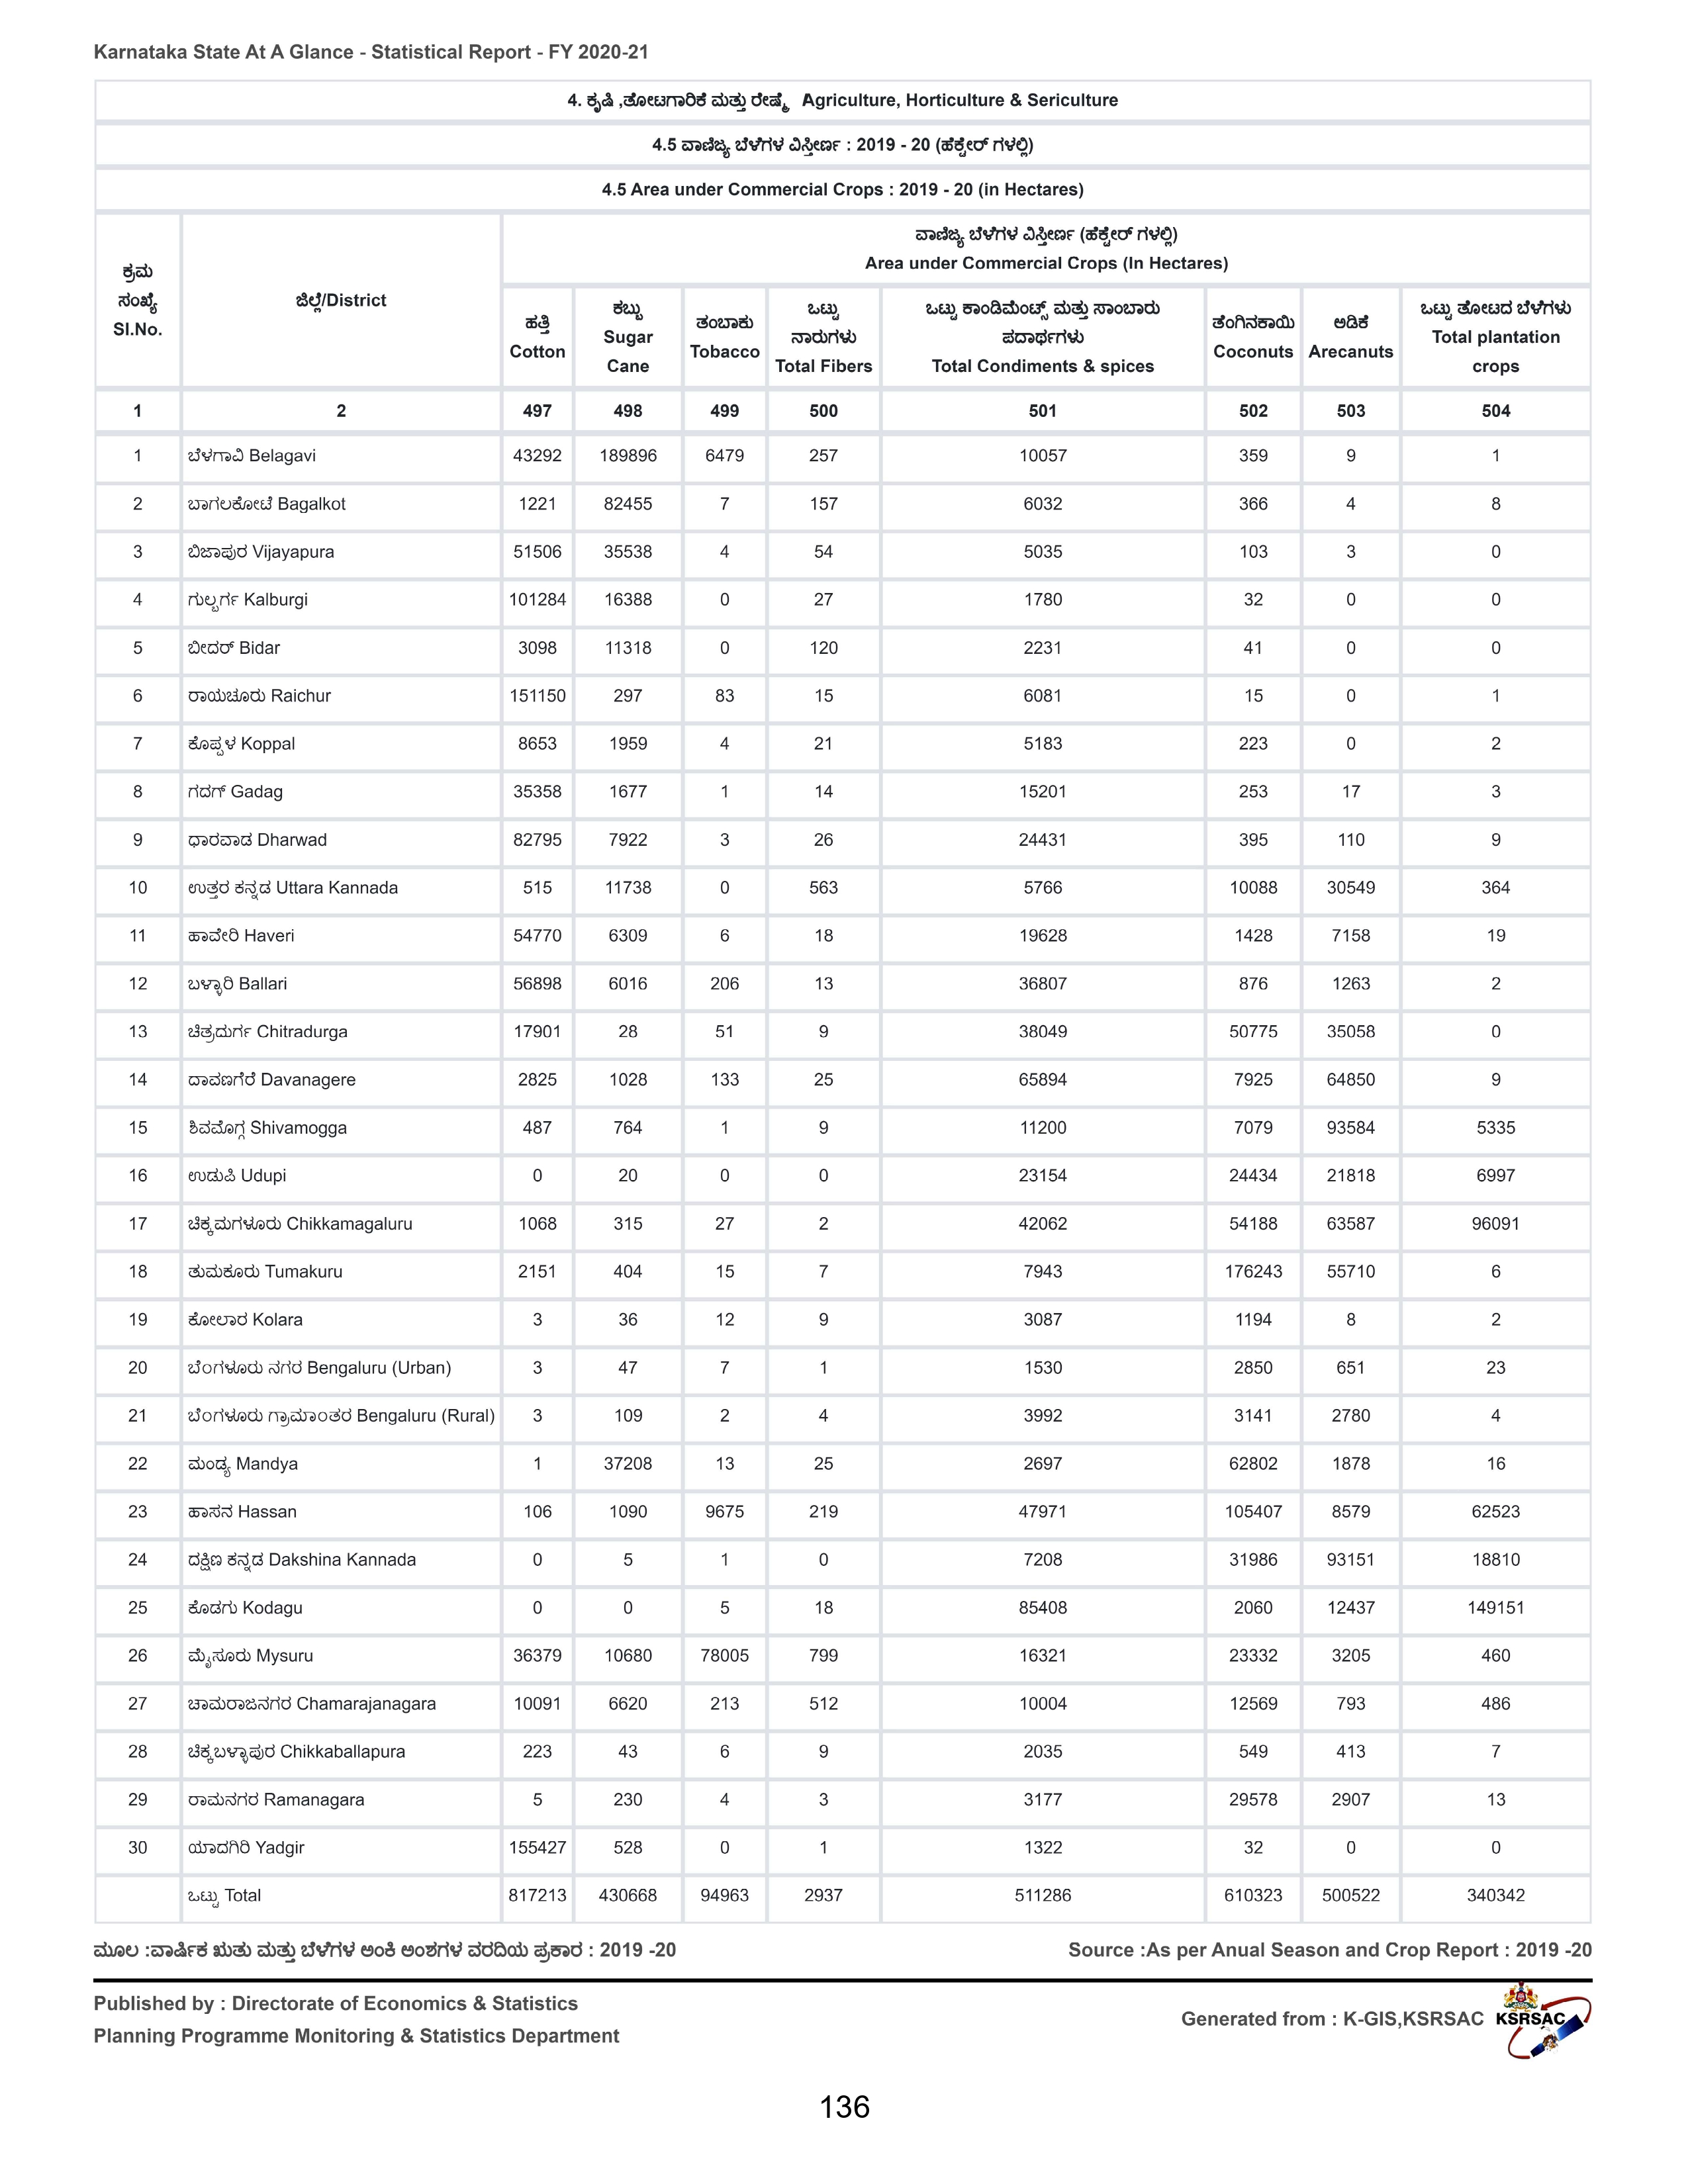 Karnataka State At A Glance - Statistical Report - FY 2020-21
4. ಕೃಷಿ ,ತೋಟಗಾರಿಕೆ ಮತ್ತು ರೇಷ್ಮೆ Agriculture, Horticulture & Sericulture
4.5 ವಾಣಿಜ್ಯ ಬೆಳೆಗಳ ವಿಸ್ತೀರ್ಣ : 2019 - 20 (ಹೆಕ್ಟೇರ್ ಗಳಲ್ಲಿ)
4.5 Area under Commercial Crops : 2019 - 20 (in Hectares)
ಕ್ರಮ
ಸಂಖ್ಯೆ
Sl.No.
ಜಿಲ್ಲೆ/District
ವಾಣಿಜ್ಯ ಬೆಳೆಗಳ ವಿಸ್ತೀರ್ಣ (ಹೆಕ್ಟೇರ್ ಗಳಲ್ಲಿ)
Area under Commercial Crops (In Hectares)
ಹತ್ತಿ
Cotton
ಕಬ್ಬು
Sugar
Cane
ತಂಬಾಕು
Tobacco
ಒಟ್ಟು
ನಾರುಗಳು
Total Fibers
ಒಟ್ಟು ಕಾಂಡಿಮೆಂಟ್ಸ್ ಮತ್ತು ಸಾಂಬಾರು
ಪದಾರ್ಥಗಳು
Total Condiments & spices
ತೆಂಗಿನಕಾಯಿ
Coconuts
ಅಡಿಕೆ
Arecanuts
ಒಟ್ಟು ತೋಟದ ಬೆಳೆಗಳು
Total plantation
crops
1 2 497 498 499 500 501 502 503 504
1 ಬೆಳಗಾವಿ Belagavi 43292 189896 6479 257 10057 359 9 1
2 ಬಾಗಲಕೋಟೆ Bagalkot 1221 82455 7 157 6032 366 4 8
3 ಬಿಜಾಪುರ Vijayapura 51506 35538 4 54 5035 103 3 0
4 ಗುಲ್ಬರ್ಗ Kalburgi 101284 16388 0 27 1780 32 0 0
5 ಬೀದರ್ Bidar 3098 11318 0 120 2231 41 0 0
6 ರಾಯಚೂರು Raichur 151150 297 83 15 6081 15 0 1
7 ಕೊಪ್ಪಳ Koppal 8653 1959 4 21 5183 223 0 2
8 ಗದಗ್ Gadag 35358 1677 1 14 15201 253 17 3
9 ಧಾರವಾಡ Dharwad 82795 7922 3 26 24431 395 110 9
10 ಉತ್ತರ ಕನ್ನಡ Uttara Kannada 515 11738 0 563 5766 10088 30549 364
11 ಹಾವೇರಿ Haveri 54770 6309 6 18 19628 1428 7158 19
12 ಬಳ್ಳಾರಿ Ballari 56898 6016 206 13 36807 876 1263 2
13 ಚಿತ್ರದುರ್ಗ Chitradurga 17901 28 51 9 38049 50775 35058 0
14 ದಾವಣಗೆರೆ Davanagere 2825 1028 133 25 65894 7925 64850 9
15 ಶಿವಮೊಗ್ಗ Shivamogga 487 764 1 9 11200 7079 93584 5335
16 ಉಡುಪಿ Udupi 0 20 0 0 23154 24434 21818 6997
17 ಚಿಕ್ಕಮಗಳೂರು Chikkamagaluru 1068 315 27 2 42062 54188 63587 96091
18 ತುಮಕೂರು Tumakuru 2151 404 15 7 7943 176243 55710 6
19 ಕೋಲಾರ Kolara 3 36 12 9 3087 1194 8 2
20 ಬೆಂಗಳೂರು ನಗರ Bengaluru (Urban) 3 47 7 1 1530 2850 651 23
21 ಬೆಂಗಳೂರು ಗ್ರಾಮಾಂತರ Bengaluru (Rural) 3 109 2 4 3992 3141 2780 4
22 ಮಂಡ್ಯ Mandya 1 37208 13 25 2697 62802 1878 16
23 ಹಾಸನ Hassan 106 1090 9675 219 47971 105407 8579 62523
24 ದಕ್ಷಿಣ ಕನ್ನಡ Dakshina Kannada 0 5 1 0 7208 31986 93151 18810
25 ಕೊಡಗು Kodagu 0 0 5 18 85408 2060 12437 149151
26 ಮೈಸೂರು Mysuru 36379 10680 78005 799 16321 23332 3205 460
27 ಚಾಮರಾಜನಗರ Chamarajanagara 10091 6620 213 512 10004 12569 793 486
28 ಚಿಕ್ಕಬಳ್ಳಾಪುರ Chikkaballapura 223 43 6 9 2035 549 413 7
29 ರಾಮನಗರ Ramanagara 5 230 4 3 3177 29578 2907 13
30 ಯಾದಗಿರಿ Yadgir 155427 528 0 1 1322 32 0 0
ಒಟ್ಟು Total 817213 430668 94963 2937 511286 610323 500522 340342
ಮೂಲ :ವಾರ್ಷಿಕ ಋತು ಮತ್ತು ಬೆಳೆಗಳ ಅಂಕಿ ಅಂಶಗಳ ವರದಿಯ ಪ್ರಕಾರ : 2019 -20
Source :As per Anual Season and Crop Report : 2019 -20
Published by : Directorate of Economics & Statistics
Planning Programme Monitoring & Statistics Department
Generated from : K-GIS,KSRSAC
KSRSAC
136